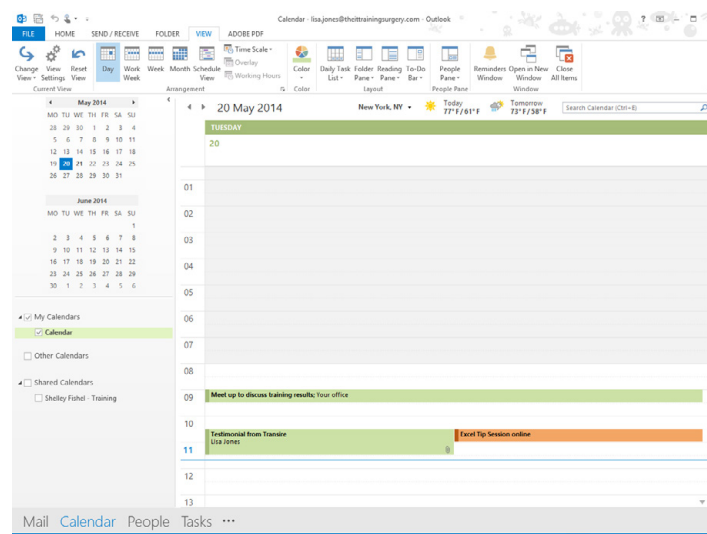 Calendar - lisa.jones@theittrainingsurgery.com - Outlook
FILE HOME SEND / RECEIVE FOLDER VIEW ADOBE PDF
Change View - View Settings Reset View
Day Work Week Week Month Schedule View
Time Scale -
Overlay
Working Hours
Color
Daily Task List - Folder Pane - Reading Pane - To-Do Bar -
People Pane -
Reminders Window Open in New Window Close All Items
Current View Arrangement Color Layout People Pane Window
May 2014
MO TU WE TH FR SA SU
28 29 30 1 2 3 4
5 6 7 8 9 10 11
12 13 14 15 16 17 18
19 20 21 22 23 24 25
26 27 28 29 30 31
June 2014
MO TU WE TH FR SA SU
1
2 3 4 5 6 7 8
9 10 11 12 13 14 15
16 17 18 19 20 21 22
23 24 25 26 27 28 29
30 1 2 3 4 5 6
My Calendars
Calendar
Other Calendars
Shared Calendars
Shelley Fishel - Training
20 May 2014
New York, NY
Today
77°F/61°F
Tomorrow
73°F/58°F
Search Calendar (Ctrl+E)
TUESDAY
20
01
02
03
04
05
06
07
08
09
Meet up to discuss training results; Your office
10
Testimonial from Transire
Lisa Jones
Excel Tip Session online
11
12
13
Mail Calendar People Tasks ···